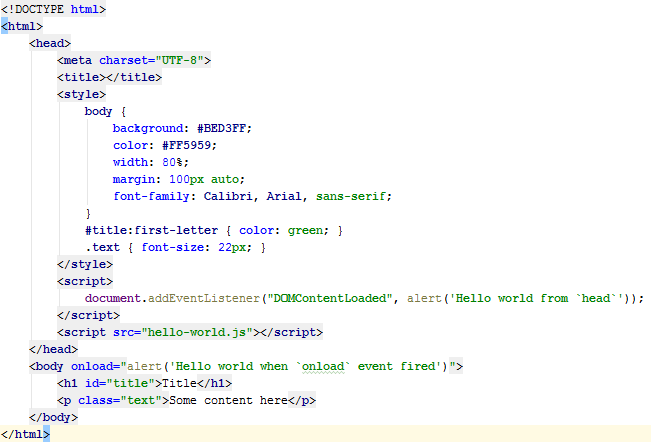 <!DOCTYPE html>
<html>
    <head>
        <meta charset="UTF-8">
        <title></title>
        <style>
            body {
                background: #BED3FF;
                color: #FF5959;
                width: 80%;
                margin: 100px auto;
                font-family: Calibri, Arial, sans-serif;
            }
            #title:first-letter { color: green; }
            .text { font-size: 22px; }
        </style>
        <script>
            document.addEventListener("DOMContentLoaded", alert('Hello world from `head`'));
        </script>
        <script src="hello-world.js"></script>
    </head>
    <body onload="alert('Hello world when `onload` event fired')">
        <h1 id="title">Title</h1>
        <p class="text">Some content here</p>
    </body>
</html>